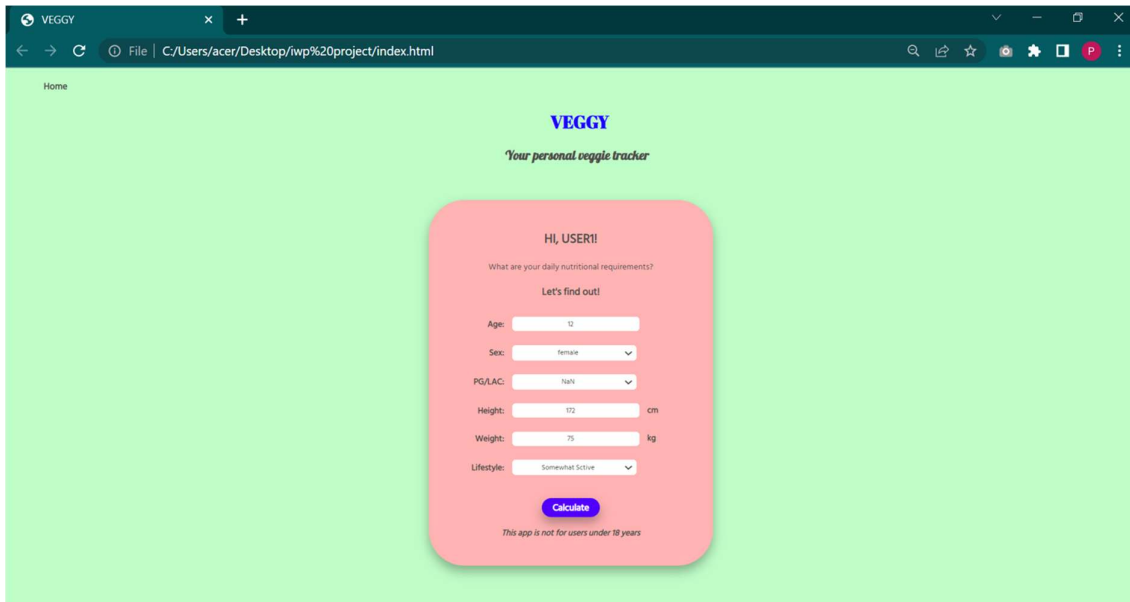 VEGGY
File C:/Users/acer/Desktop/iwp%20project/index.html
P
Home
VEGGY
Your personal veggie tracker
HI, USER1!
What are your daily nutritional requirements?
Let's find out!
Age: 12
Sex: female
PG/LAC: NaN
Height: 172 cm
Weight: 75 kg
Lifestyle: Somewhat Sctive
Calculate
This app is not for users under 18 years